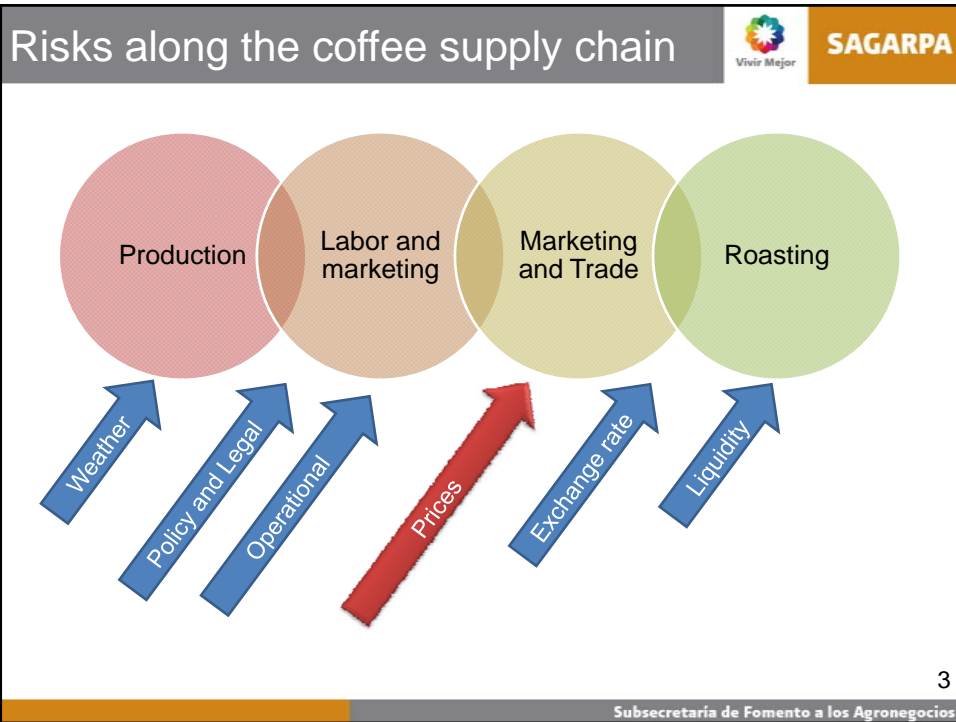 Risks along the coffee supply chain
Vivir Mejor
SAGARPA
Production
Labor and
marketing
Marketing
and Trade
Roasting
Weather
Policy and Legal
Operational
Prices
Exchange rate
Liquidity
3
Subsecretaría de Fomento a los Agronegocios